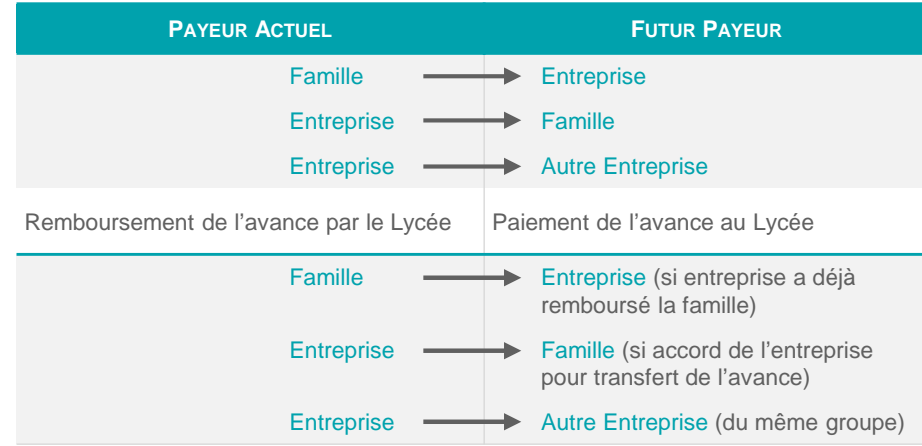 PAYEUR ACTUEL FUTUR PAYEUR
Famille Entreprise
Entreprise Famille
Entreprise Autre Entreprise
Remboursement de l’avance par le Lycée Paiement de l’avance au Lycée
Famille Entreprise (si entreprise a déjà
remboursé la famille)
Entreprise Famille (si accord de l’entreprise
pour transfert de l’avance)
Entreprise Autre Entreprise (du même groupe)